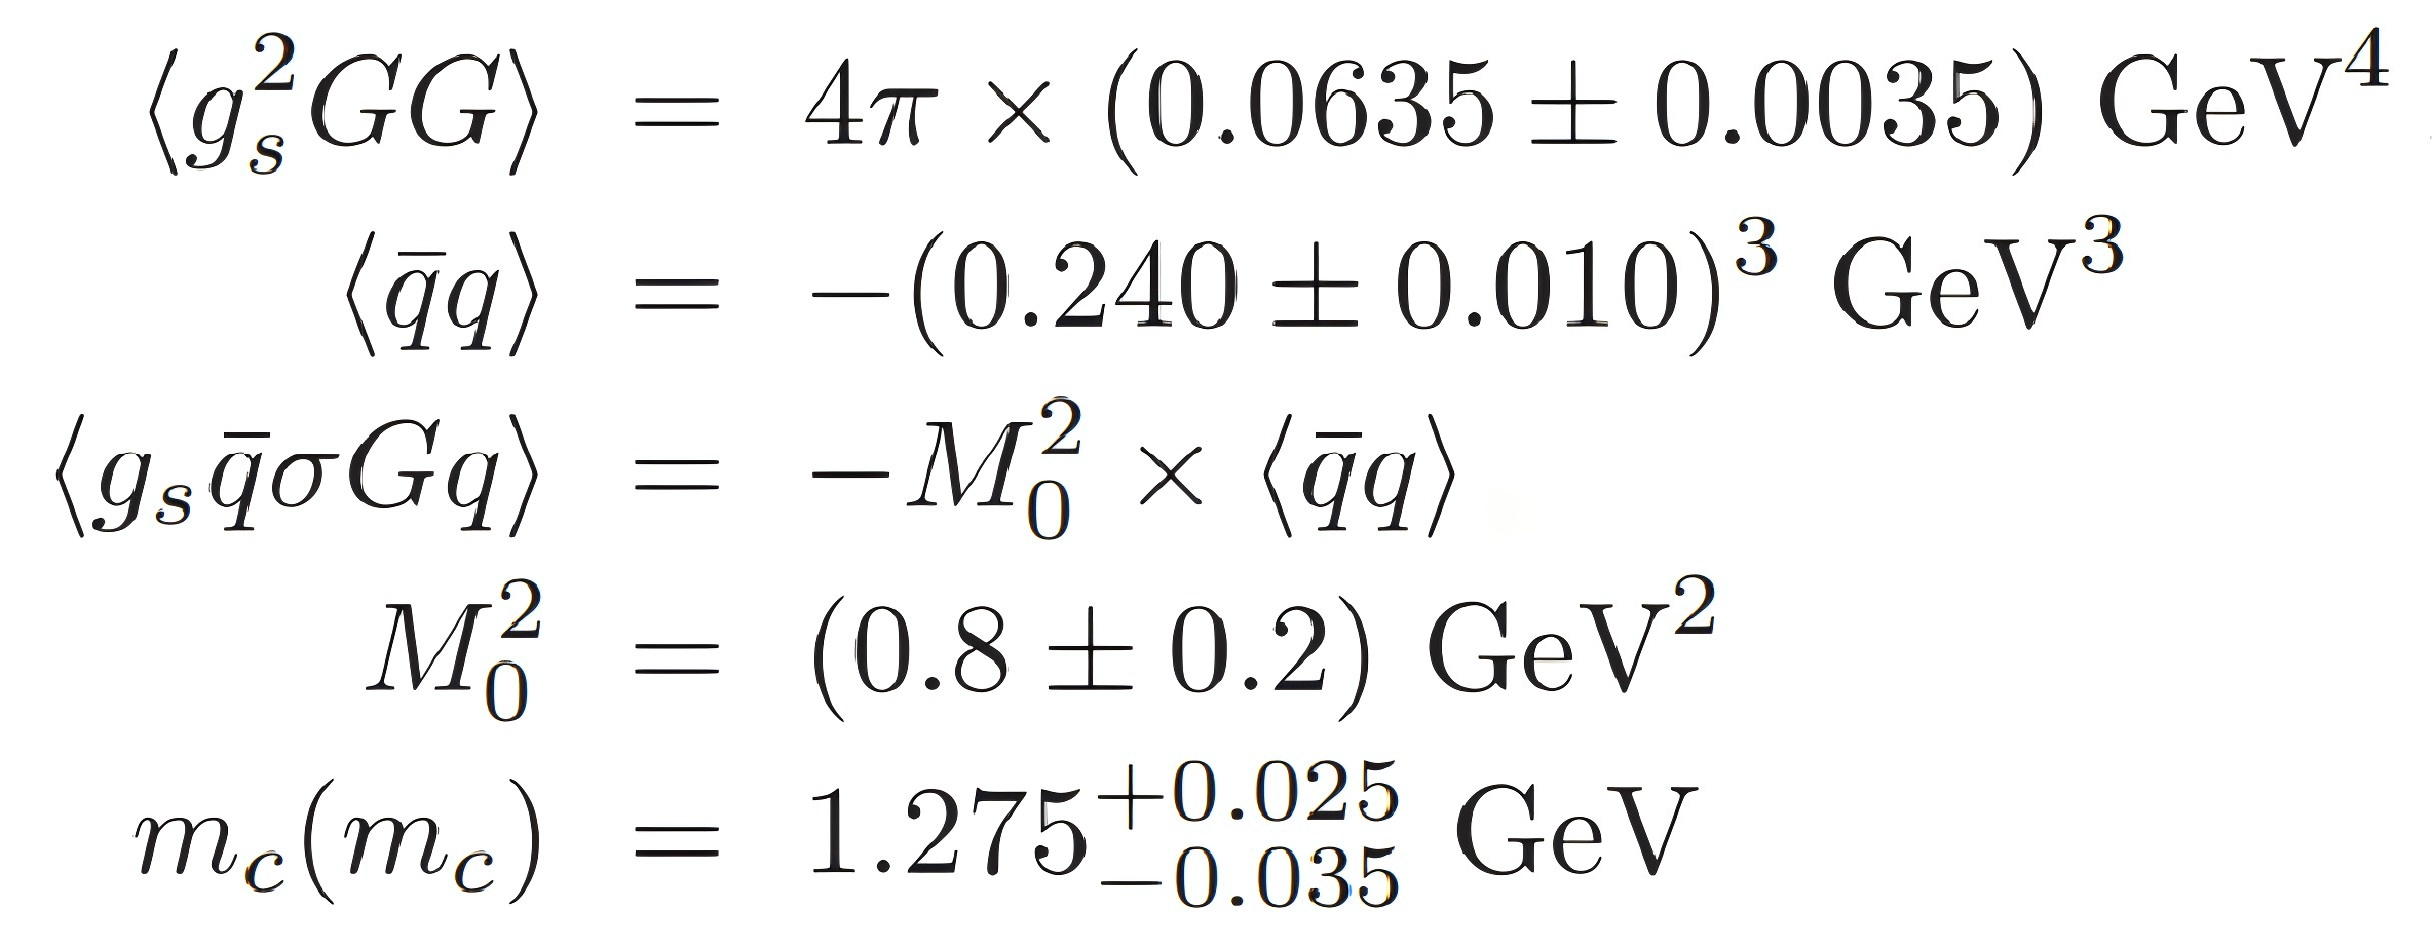 ⟨g_s^2 GG⟩ = 4π × (0.0635 ± 0.0035) GeV^4
⟨q̄q⟩ = −(0.240 ± 0.010)^3 GeV^3
⟨g_s q̄σGq⟩ = −M_0^2 × ⟨q̄q⟩
M_0^2 = (0.8 ± 0.2) GeV^2
m_c(m_c) = 1.275^{+0.025}_{−0.035} GeV